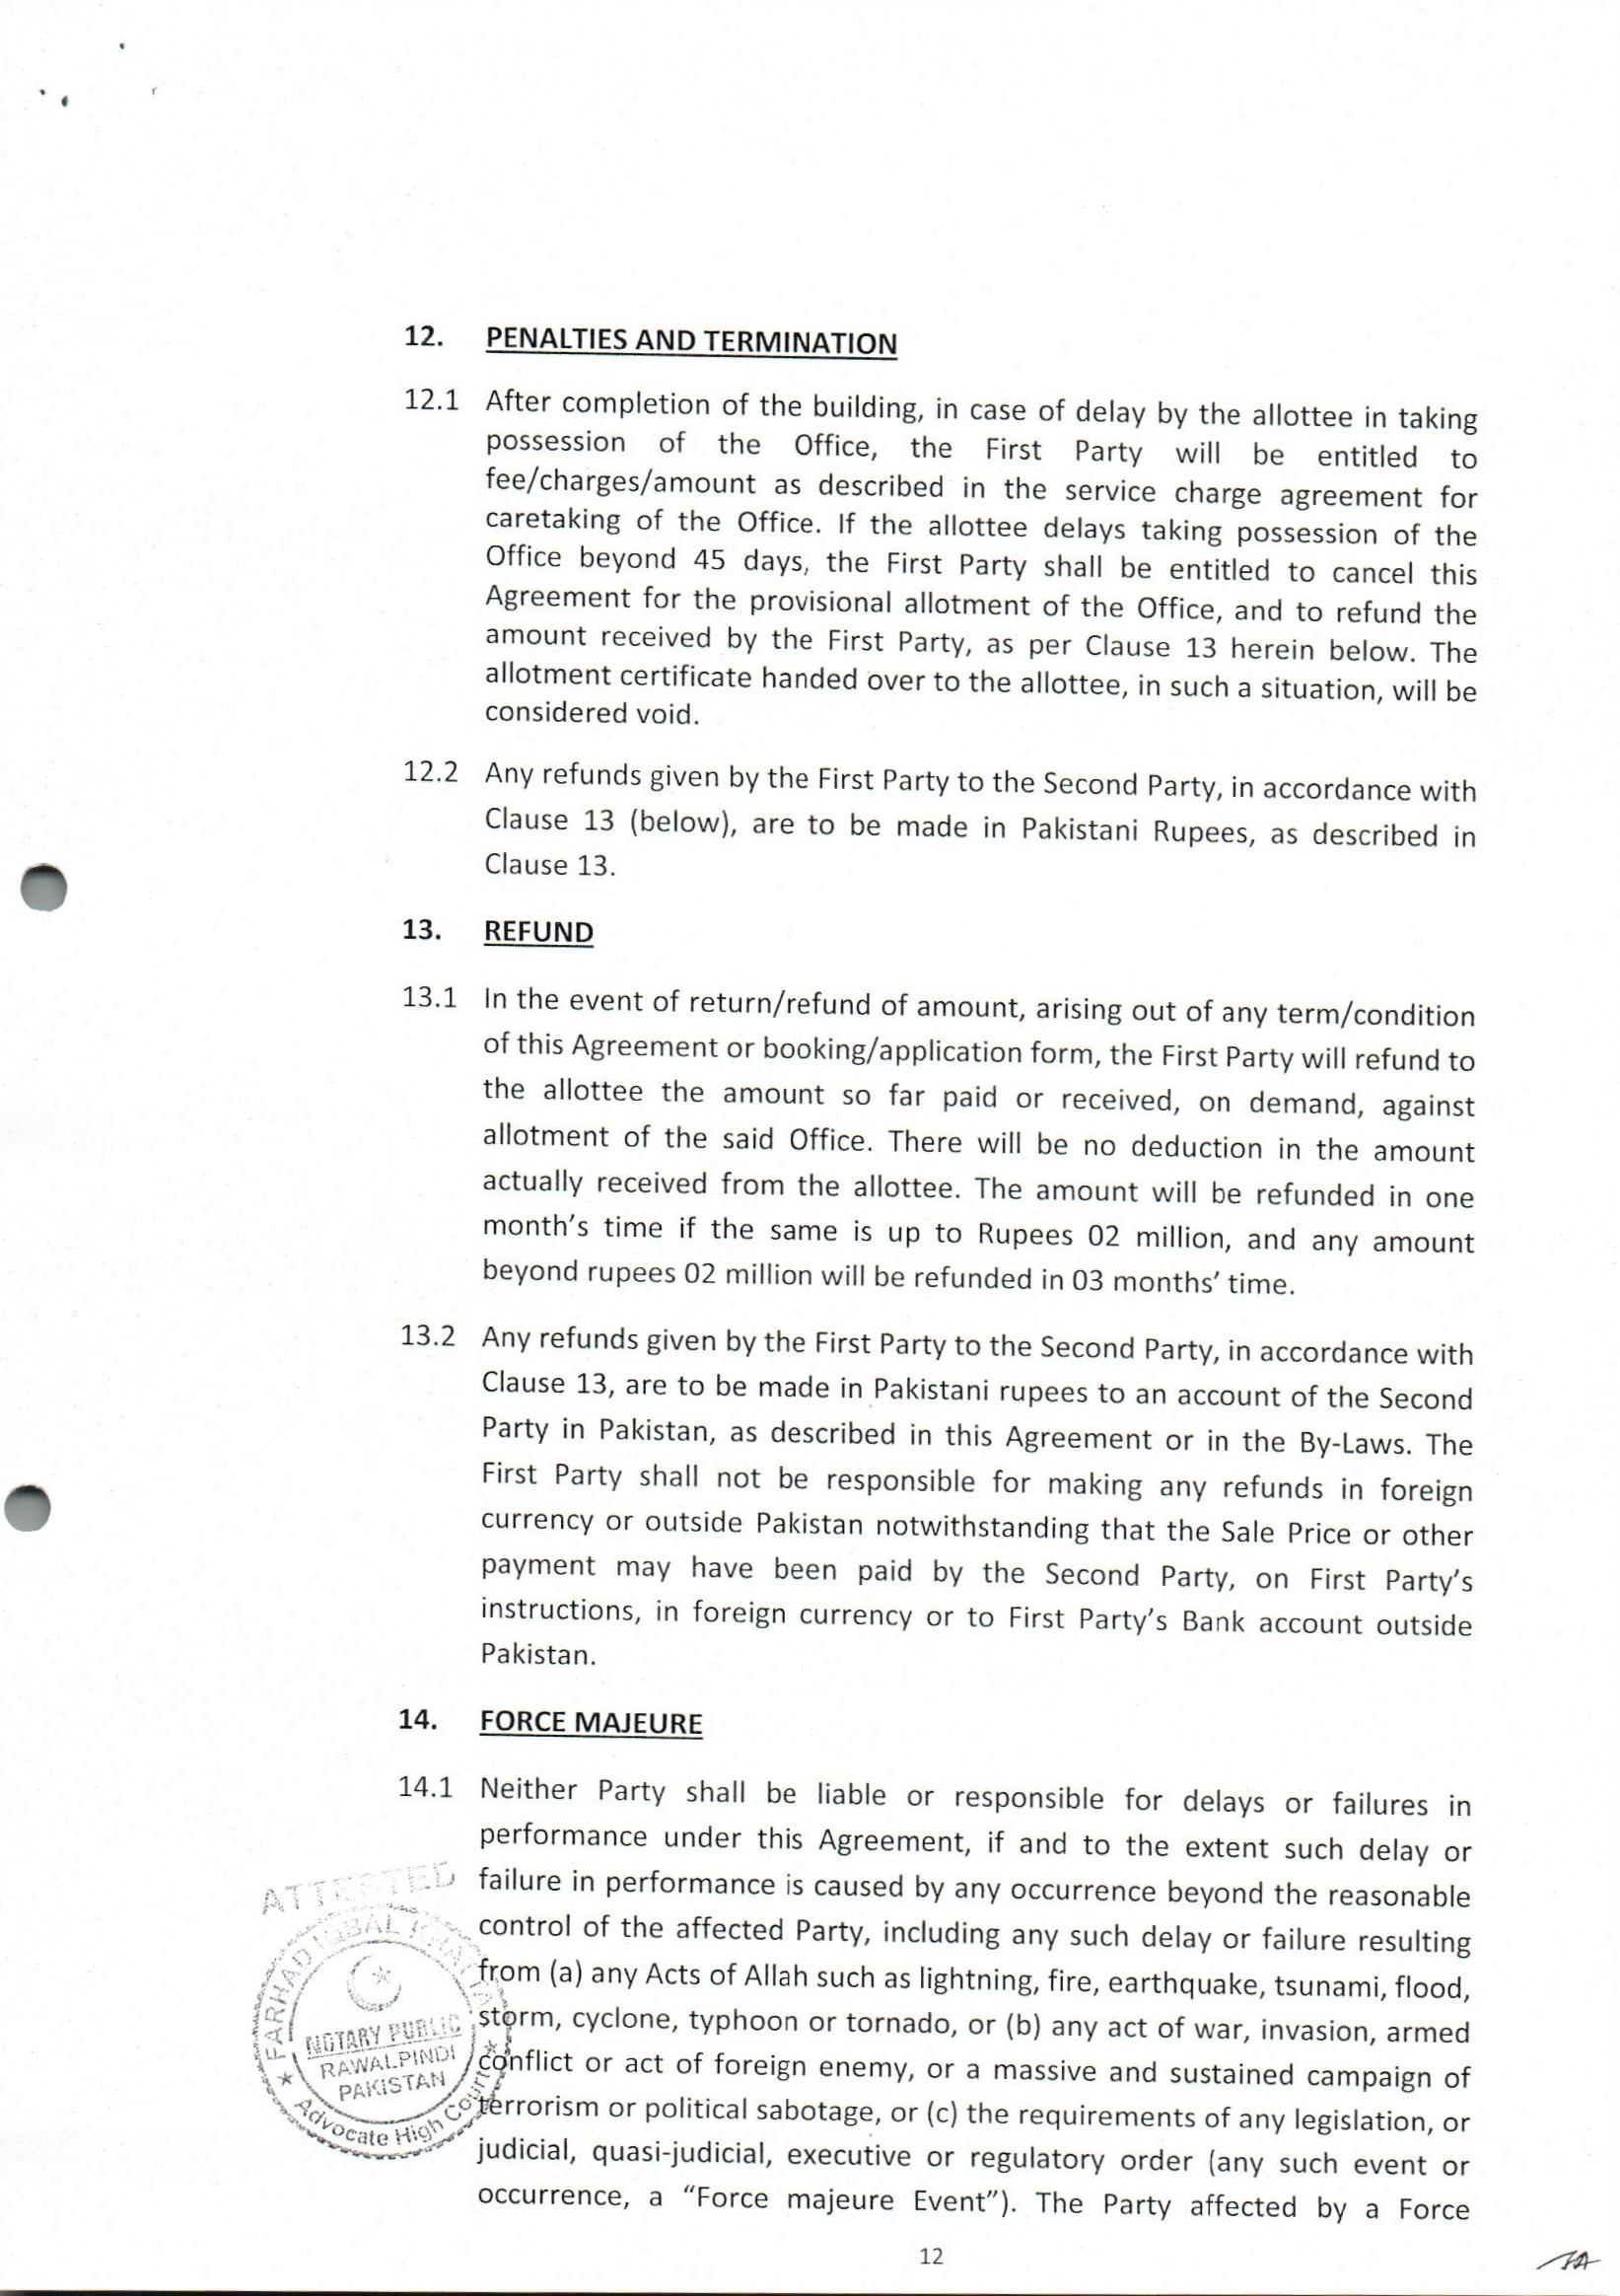 12. PENALTIES AND TERMINATION
12.1 After completion of the building, in case of delay by the allottee in taking
possession of the Office, the First Party will be entitled to
fee/charges/amount as described in the service charge agreement for
caretaking of the Office. If the allottee delays taking possession of the
Office beyond 45 days, the First Party shall be entitled to cancel this
Agreement for the provisional allotment of the Office, and to refund the
amount received by the First Party, as per Clause 13 herein below. The
allotment certificate handed over to the allottee, in such a situation, will be
considered void.
12.2 Any refunds given by the First Party to the Second Party, in accordance with
Clause 13 (below), are to be made in Pakistani Rupees, as described in
Clause 13.
13. REFUND
13.1 In the event of return/refund of amount, arising out of any term/condition
of this Agreement or booking/application form, the First Party will refund to
the allottee the amount so far paid or received, on demand, against
allotment of the said Office. There will be no deduction in the amount
actually received from the allottee. The amount will be refunded in one
month's time if the same is up to Rupees 02 million, and any amount
beyond rupees 02 million will be refunded in 03 months' time.
13.2 Any refunds given by the First Party to the Second Party, in accordance with
Clause 13, are to be made in Pakistani rupees to an account of the Second
Party in Pakistan, as described in this Agreement or in the By-Laws. The
First Party shall not be responsible for making any refunds in foreign
currency or outside Pakistan notwithstanding that the Sale Price or other
payment may have been paid by the Second Party, on First Party's
instructions, in foreign currency or to First Party's Bank account outside
Pakistan.
14. FORCE MAJEURE
14.1 Neither Party shall be liable or responsible for delays or failures in
performance under this Agreement, if and to the extent such delay or
failure in performance is caused by any occurrence beyond the reasonable
control of the affected Party, including any such delay or failure resulting
from (a) any Acts of Allah such as lightning, fire, earthquake, tsunami, flood,
storm, cyclone, typhoon or tornado, or (b) any act of war, invasion, armed
conflict or act of foreign enemy, or a massive and sustained campaign of
terrorism or political sabotage, or (c) the requirements of any legislation, or
judicial, quasi-judicial, executive or regulatory order (any such event or
occurrence, a "Force majeure Event"). The Party affected by a Force
ATTESTED
FARHAD IQBAL
NOTARY PUBLIC
RAWALPINDI
PAKISTAN
Advocate High Court
12